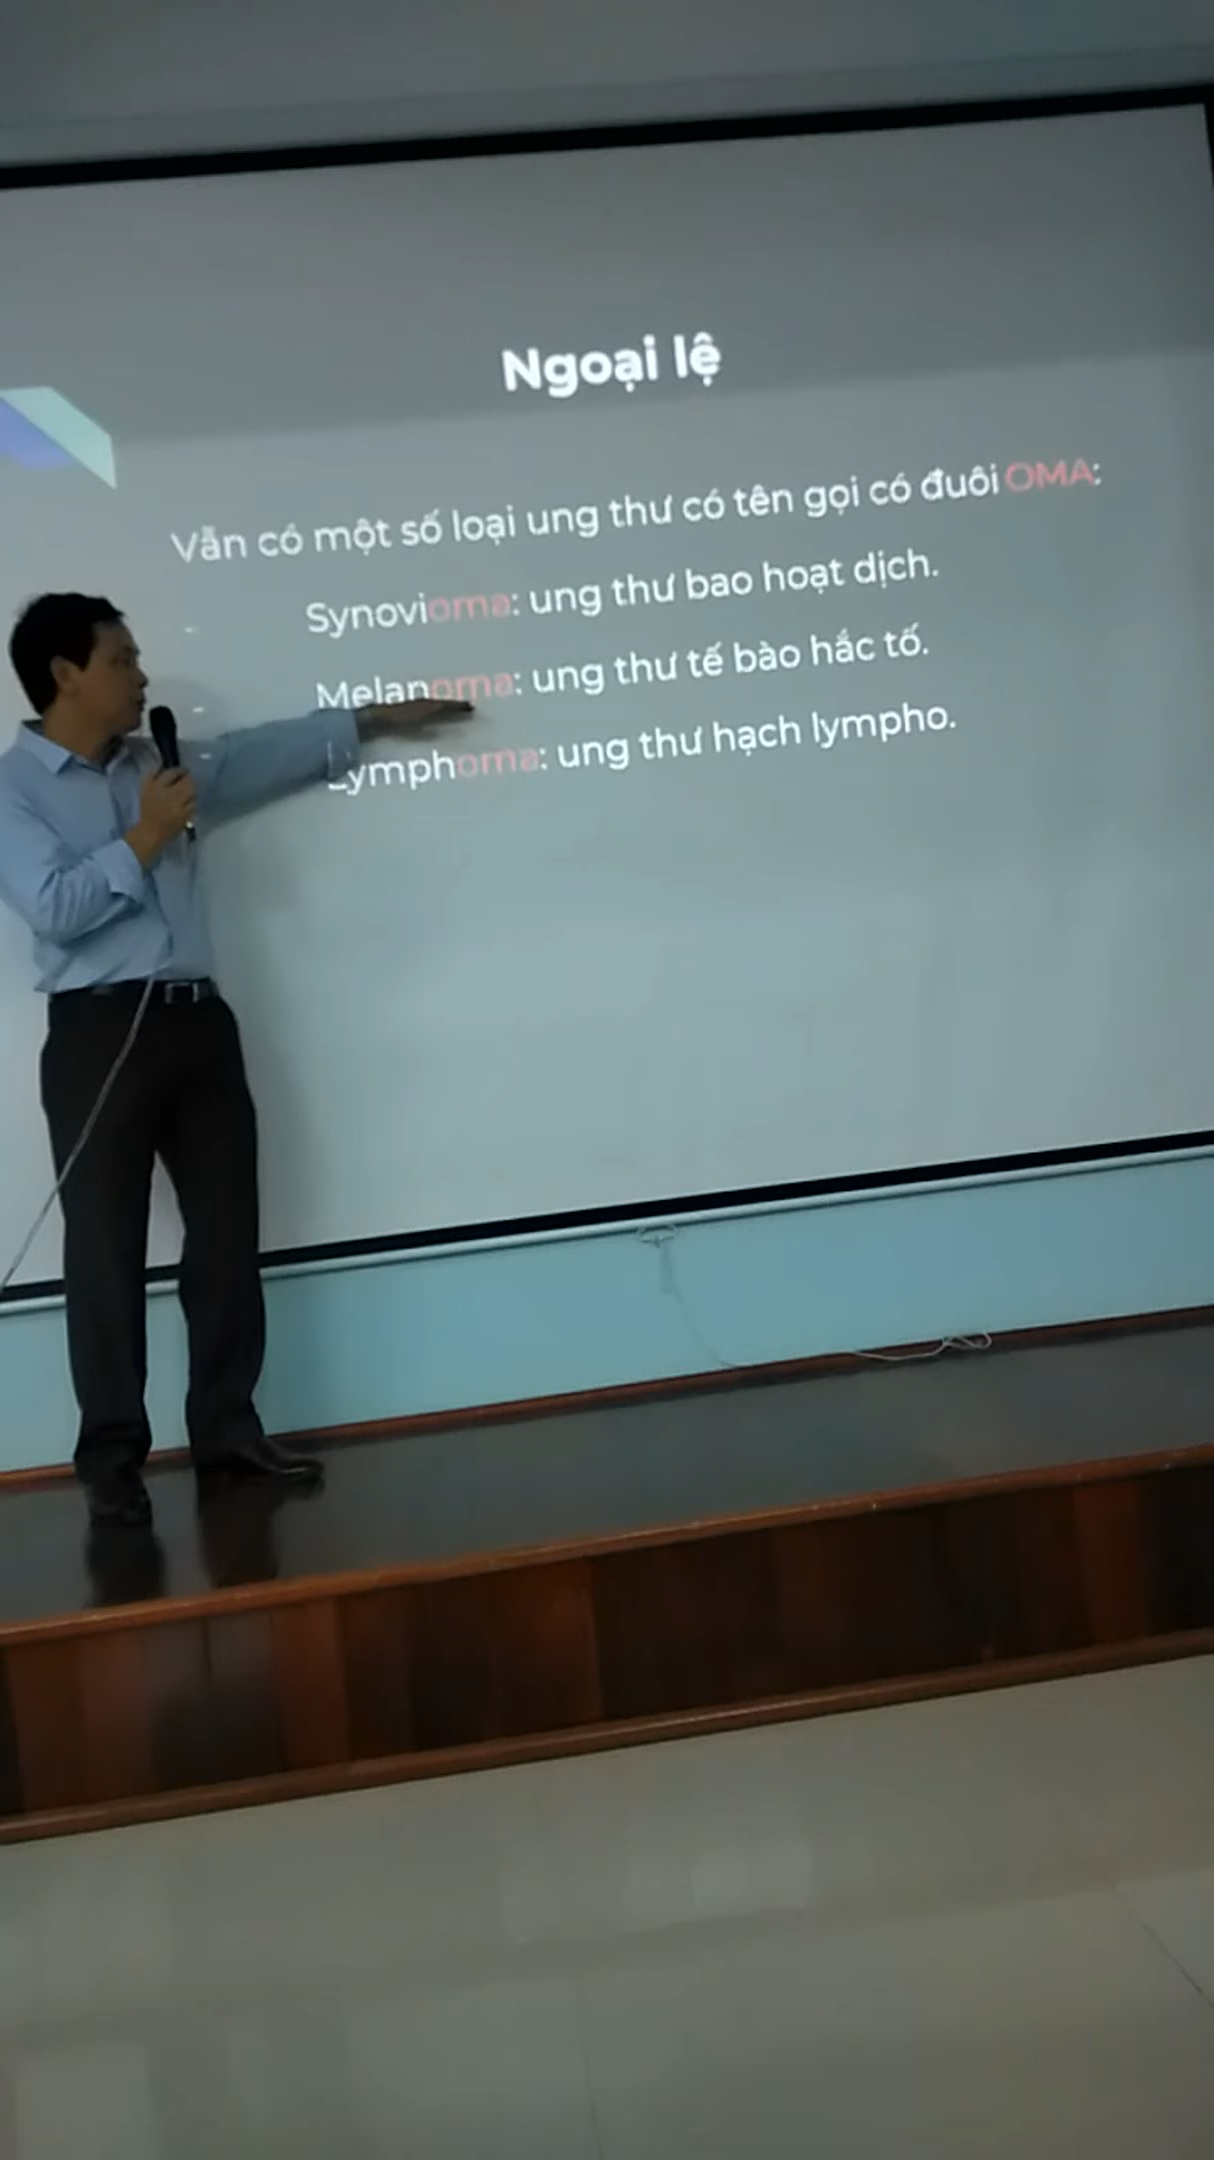 Ngoại lệ
Vẫn có một số loại ung thư có tên gọi có đuôi OMA:
Synovioma: ung thư bao hoạt dịch.
Melanoma: ung thư tế bào hắc tố.
Lymphoma: ung thư hạch lympho.